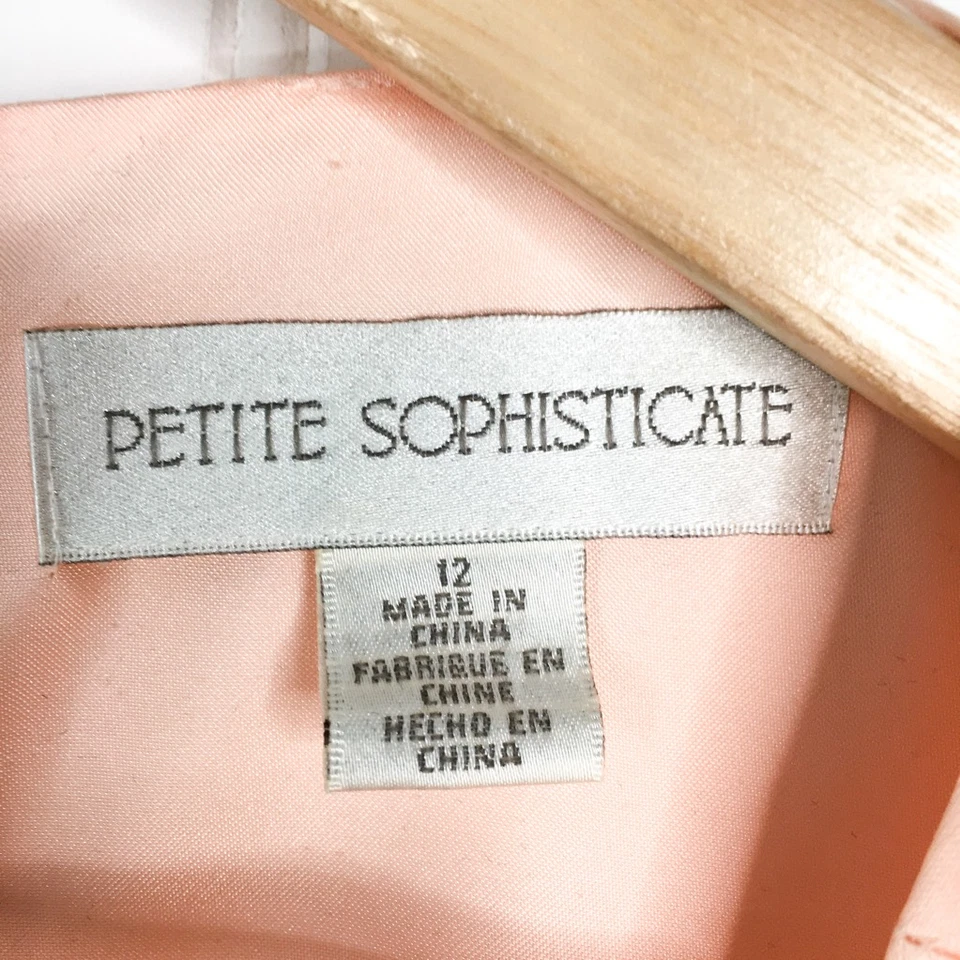 PETITE SOPHISTICATE
12
MADE IN
CHINA
FABRIQUE EN
CHINE
HECHO EN
CHINA